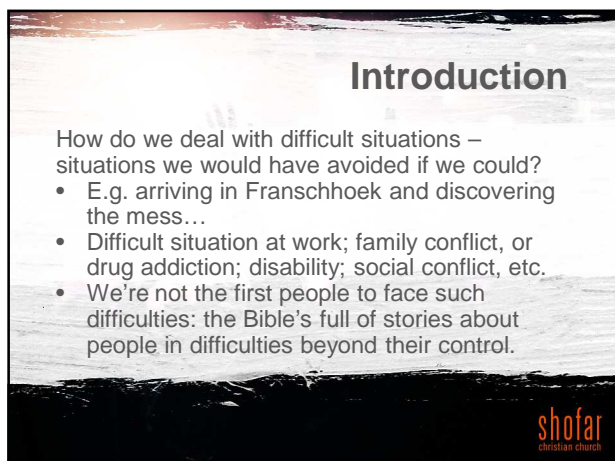 Introduction
How do we deal with difficult situations –
situations we would have avoided if we could?
• E.g. arriving in Franschhoek and discovering
the mess…
• Difficult situation at work; family conflict, or
drug addiction; disability; social conflict, etc.
• We're not the first people to face such
difficulties: the Bible's full of stories about
people in difficulties beyond their control.
shofar
christian church